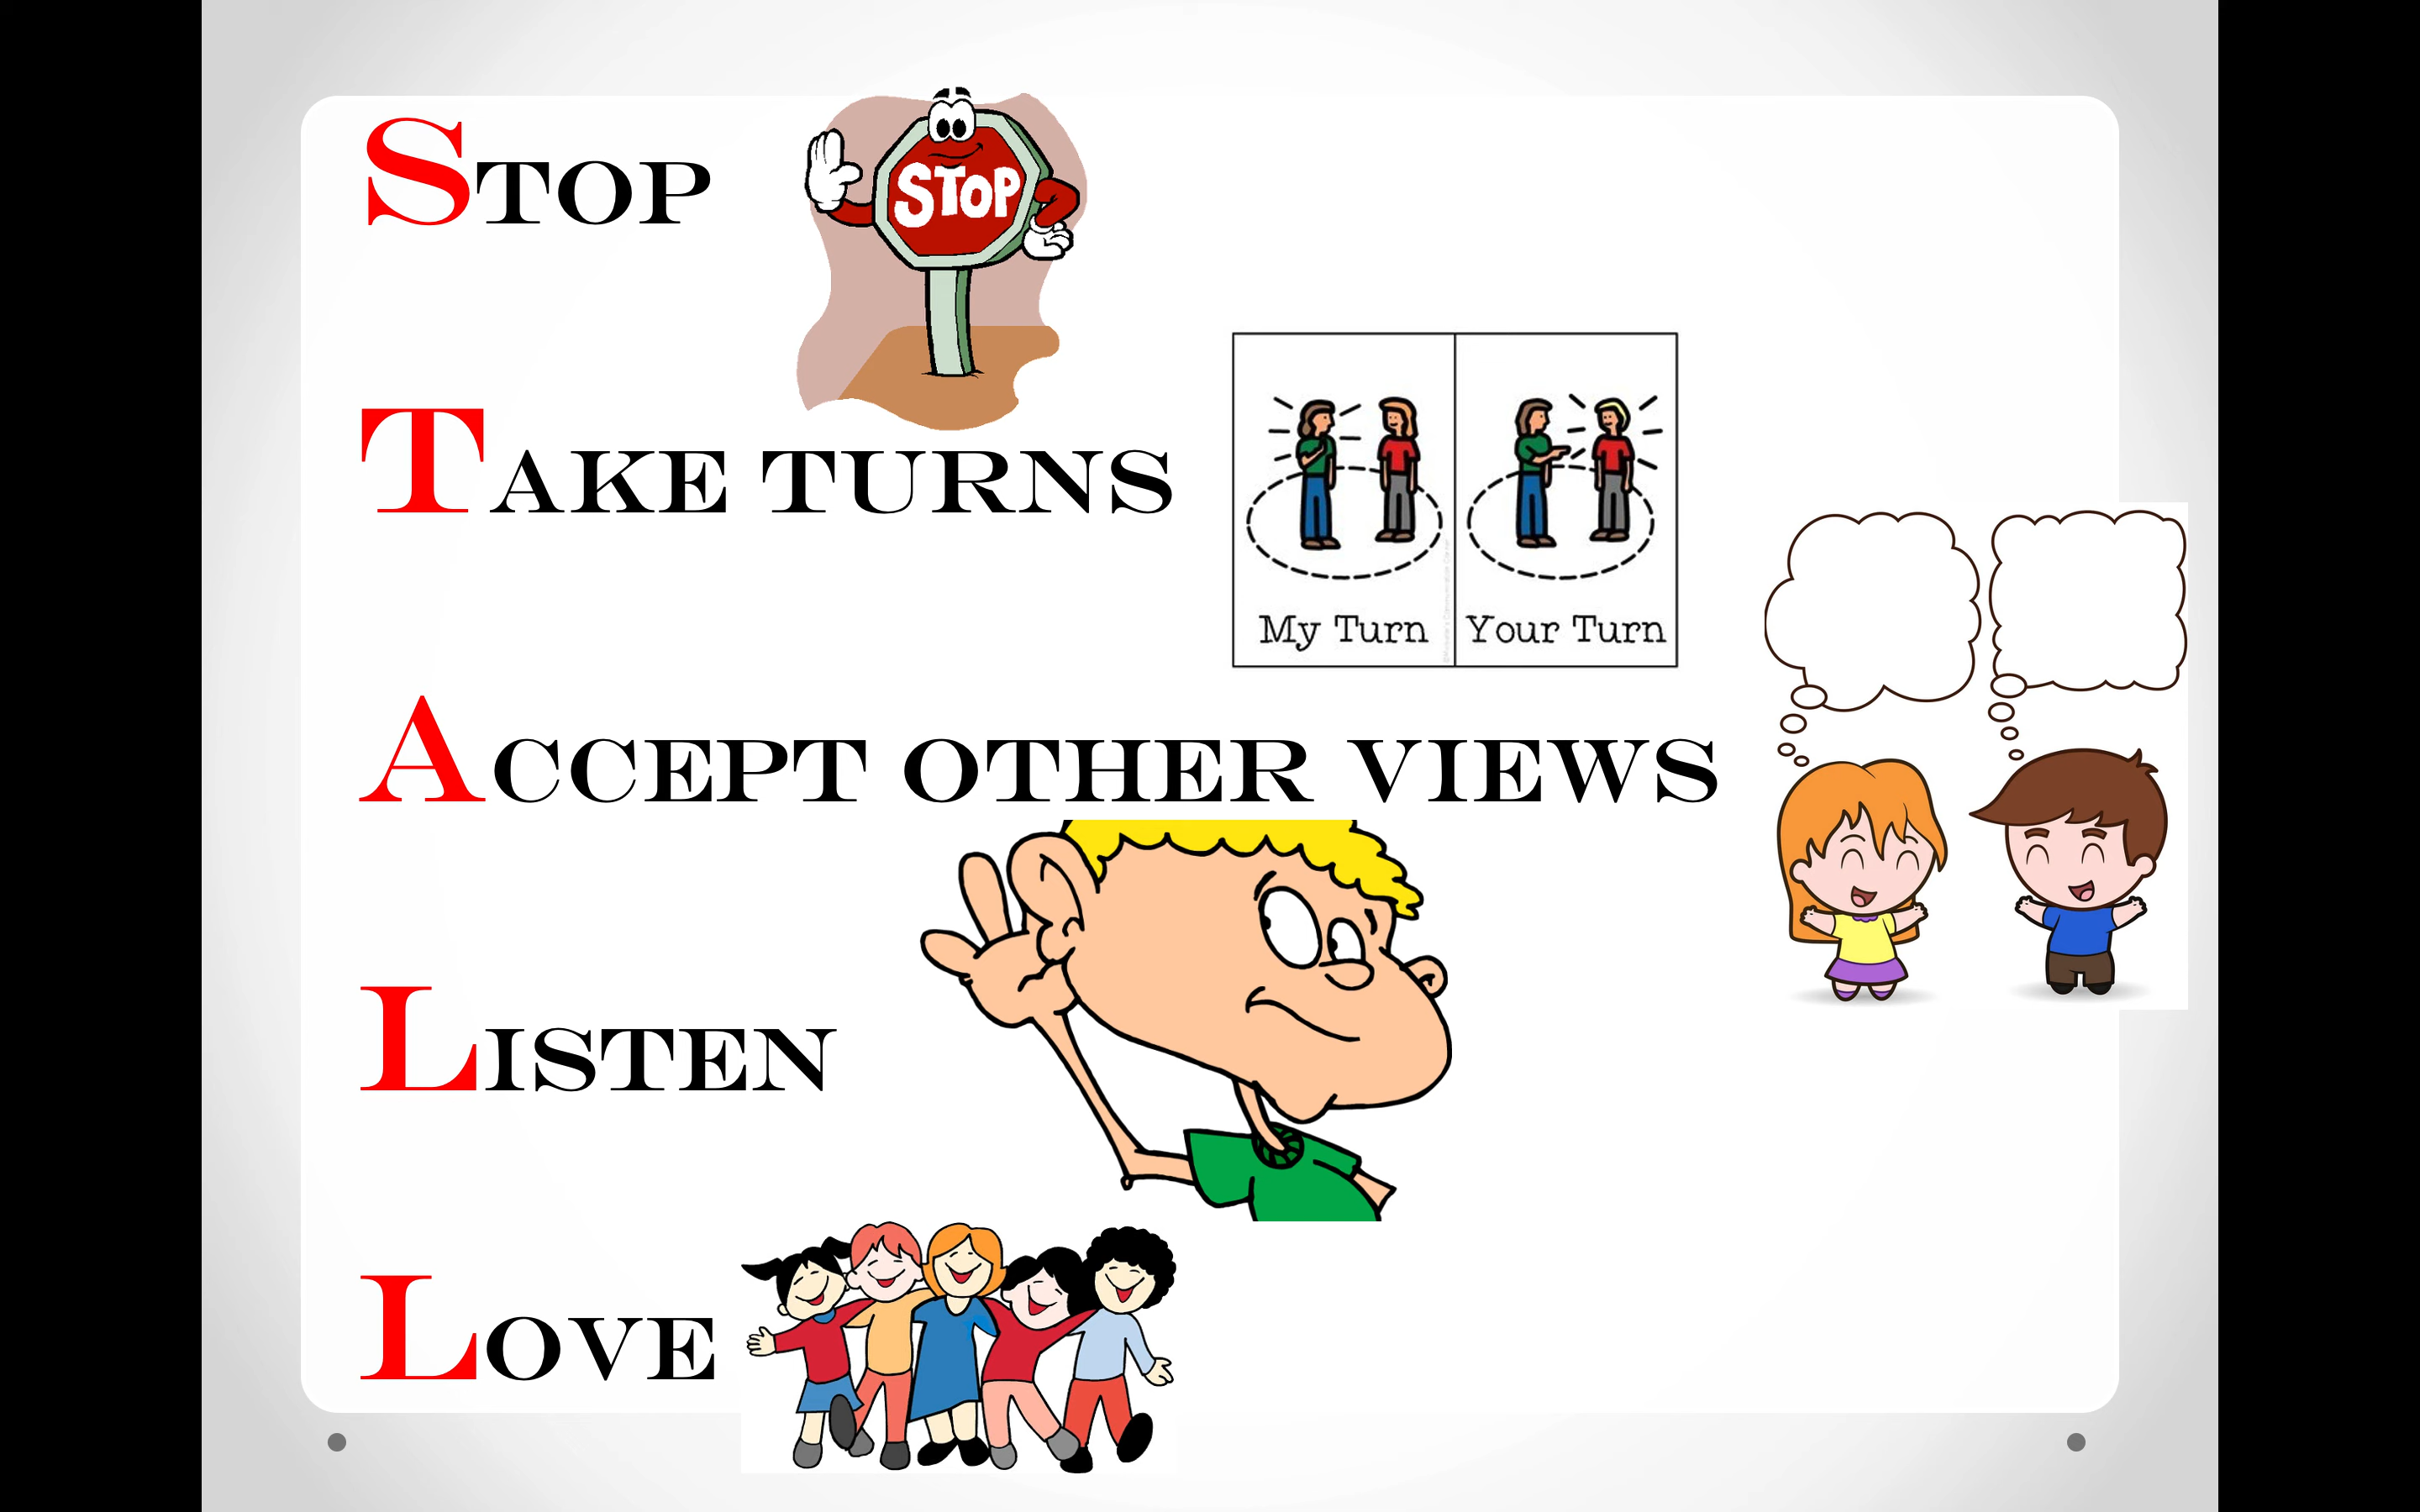 STOP
STOP
TAKE TURNS
My Turn
Your Turn
ACCEPT OTHER VIEWS
LISTEN
LOVE